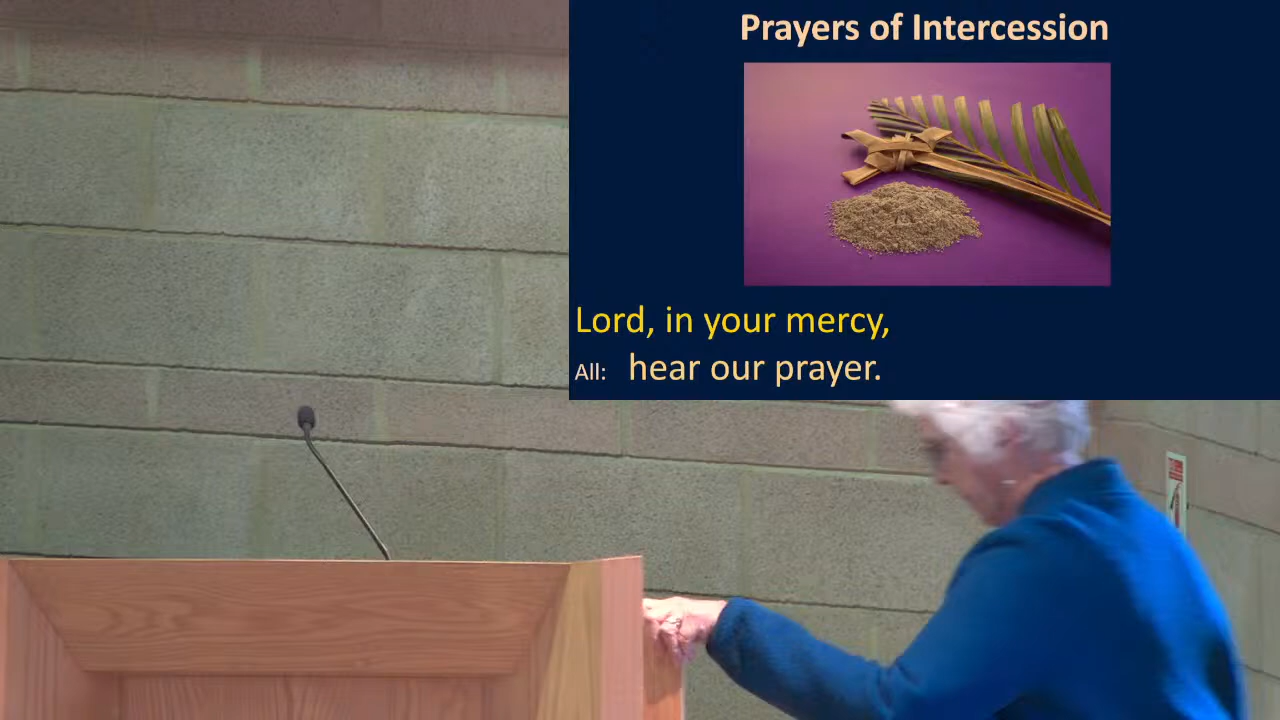 Prayers of Intercession
Lord, in your mercy,
All: hear our prayer.